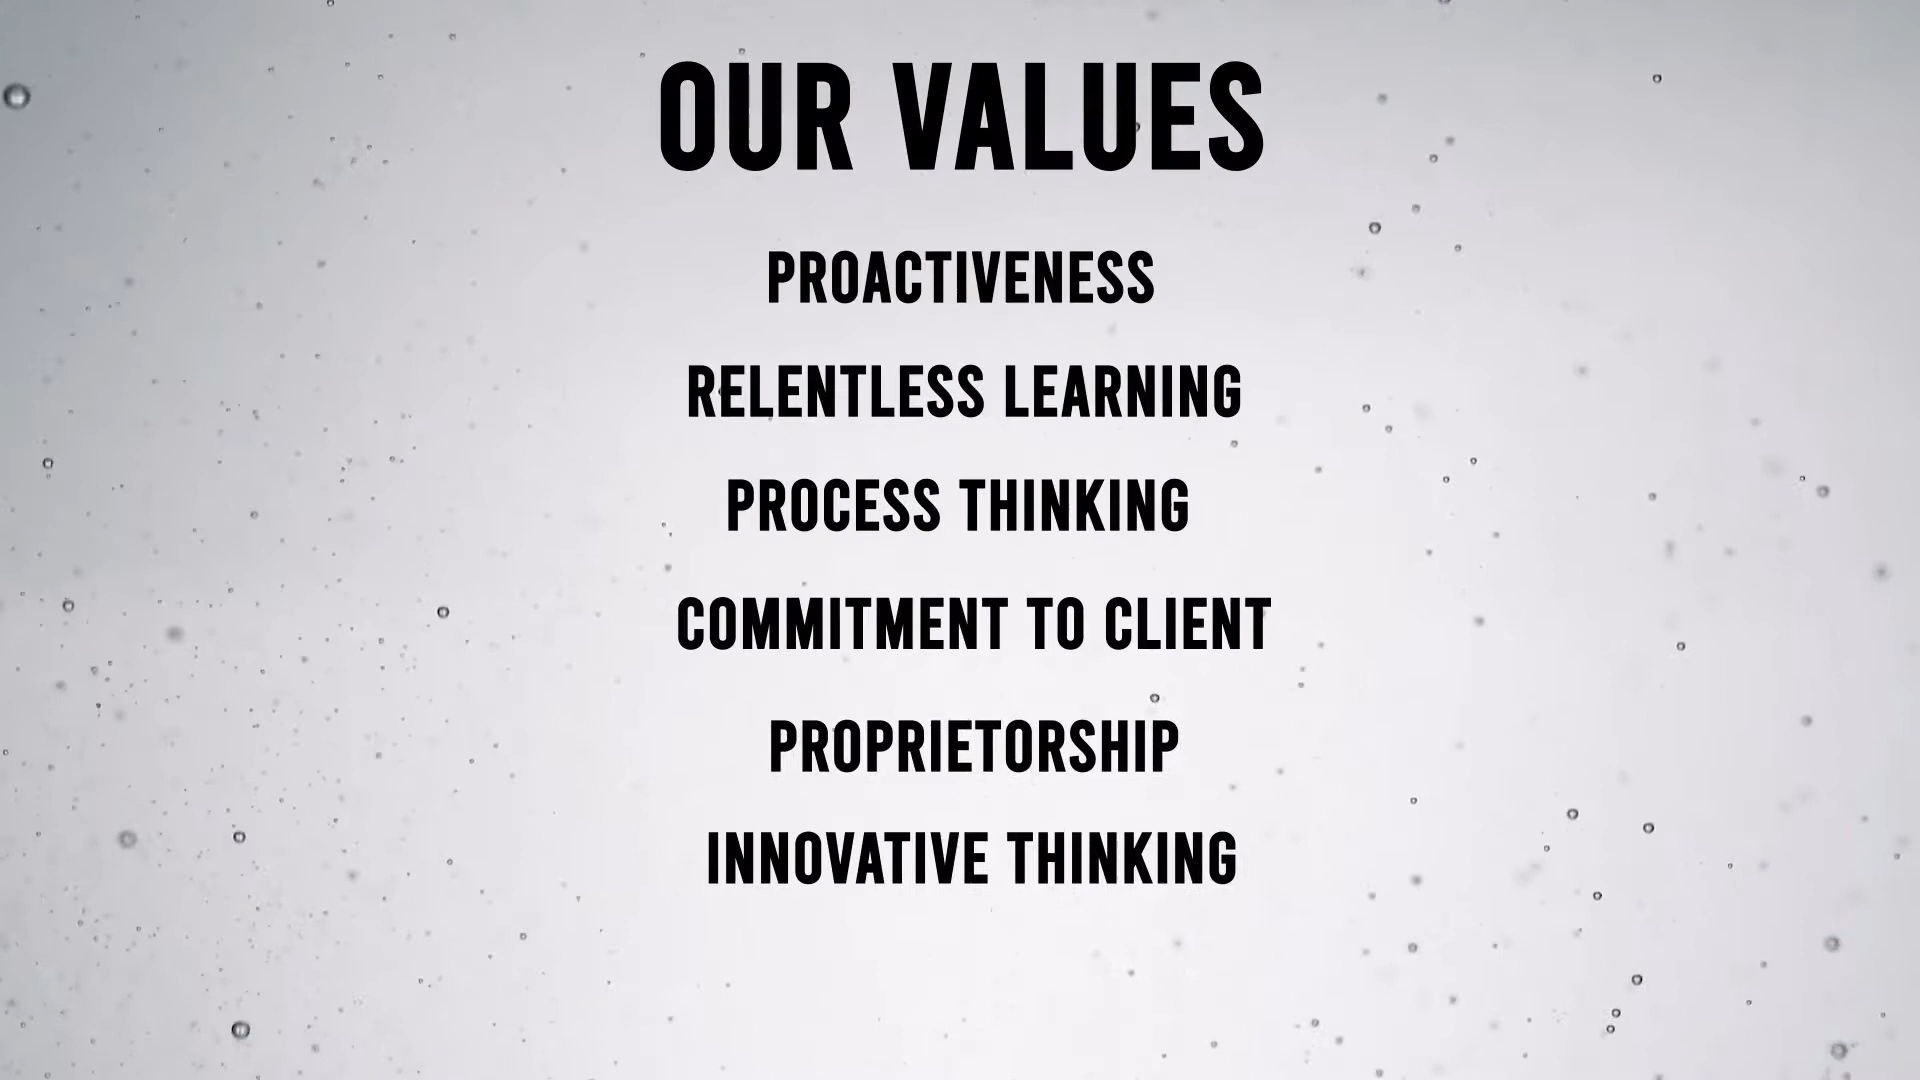 OUR VALUES
PROACTIVENESS
RELENTLESS LEARNING
PROCESS THINKING
COMMITMENT TO CLIENT
PROPRIETORSHIP
INNOVATIVE THINKING